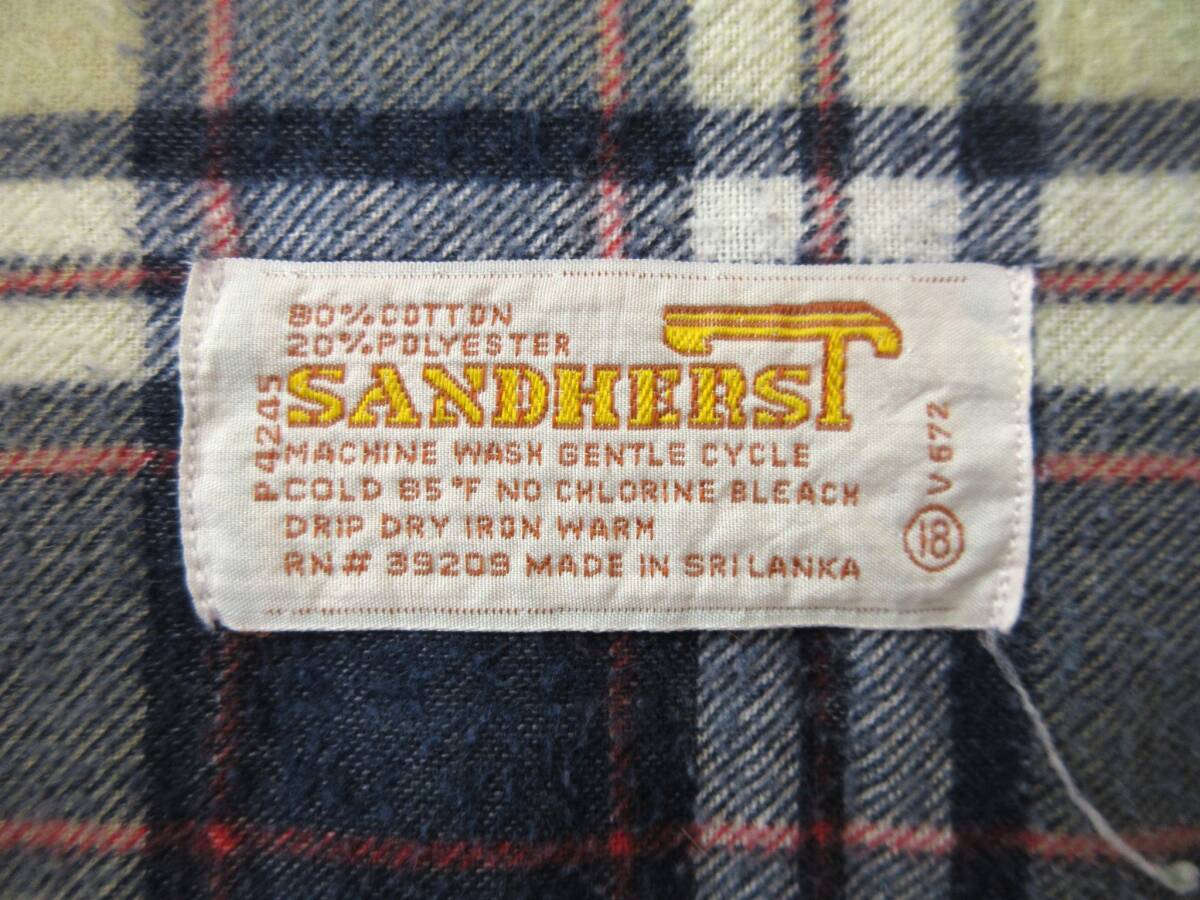 80% COTTON
20% POLYESTER
SANDHERST
MACHINE WASH GENTLE CYCLE
COLD 85°F NO CHLORINE BLEACH
DRIP DRY IRON WARM
RN# 39209 MADE IN SRI LANKA
P4245
V 672
18